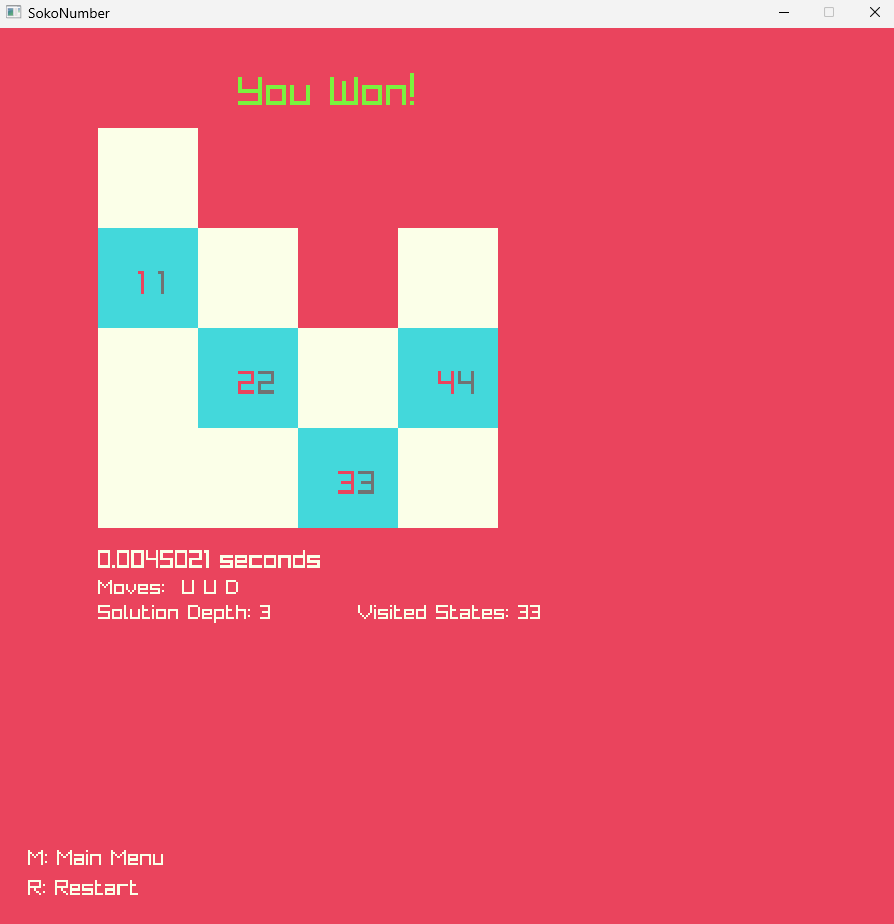 SokoNumber
You Won!
11
22 44
33
0.0045021 seconds
Moves: U U D
Solution Depth: 3 Visited States: 33
M: Main Menu
R: Restart